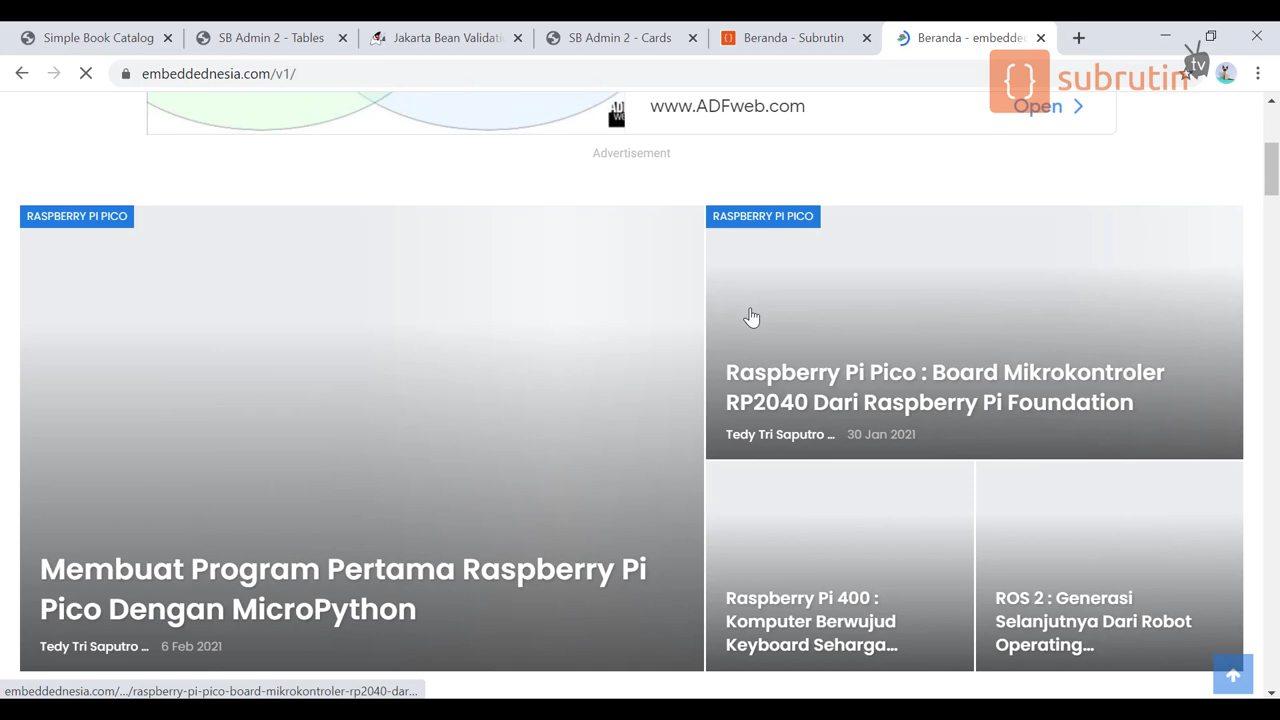 Simple Book Catalog
SB Admin 2 - Tables
Jakarta Bean Validati
SB Admin 2 - Cards
Beranda - Subrutin
Beranda - embedded
embeddednesia.com/v1/
subrutin
tv
www.ADFweb.com
Open
Advertisement
RASPBERRY PI PICO
Membuat Program Pertama Raspberry Pi
Pico Dengan MicroPython
Tedy Tri Saputro ... 6 Feb 2021
RASPBERRY PI PICO
Raspberry Pi Pico : Board Mikrokontroler
RP2040 Dari Raspberry Pi Foundation
Tedy Tri Saputro ... 30 Jan 2021
Raspberry Pi 400 :
Komputer Berwujud
Keyboard Seharga...
ROS 2 : Generasi
Selanjutnya Dari Robot
Operating...
embeddednesia.com/.../raspberry-pi-pico-board-mikrokontroler-rp2040-dar...